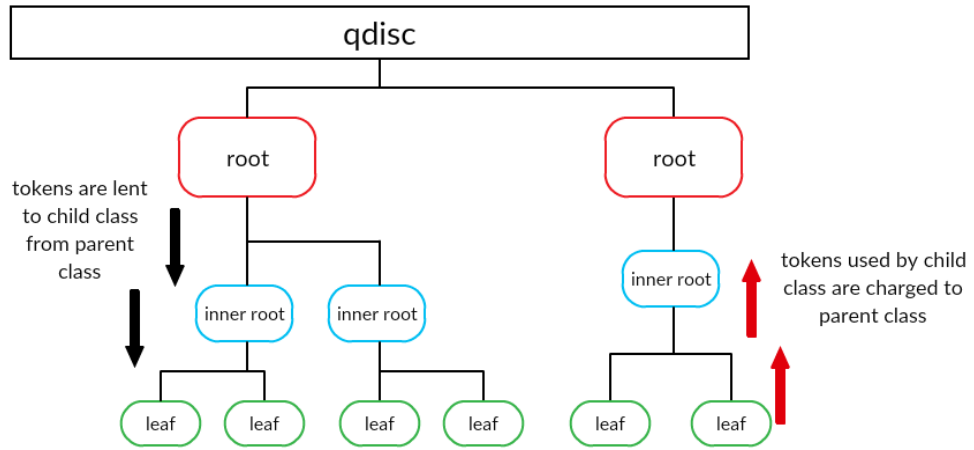 qdisc
root
root
tokens are lent
to child class
from parent
class
inner root
tokens used by child
class are charged to
parent class
inner root
inner root
leaf
leaf
leaf
leaf
leaf
leaf